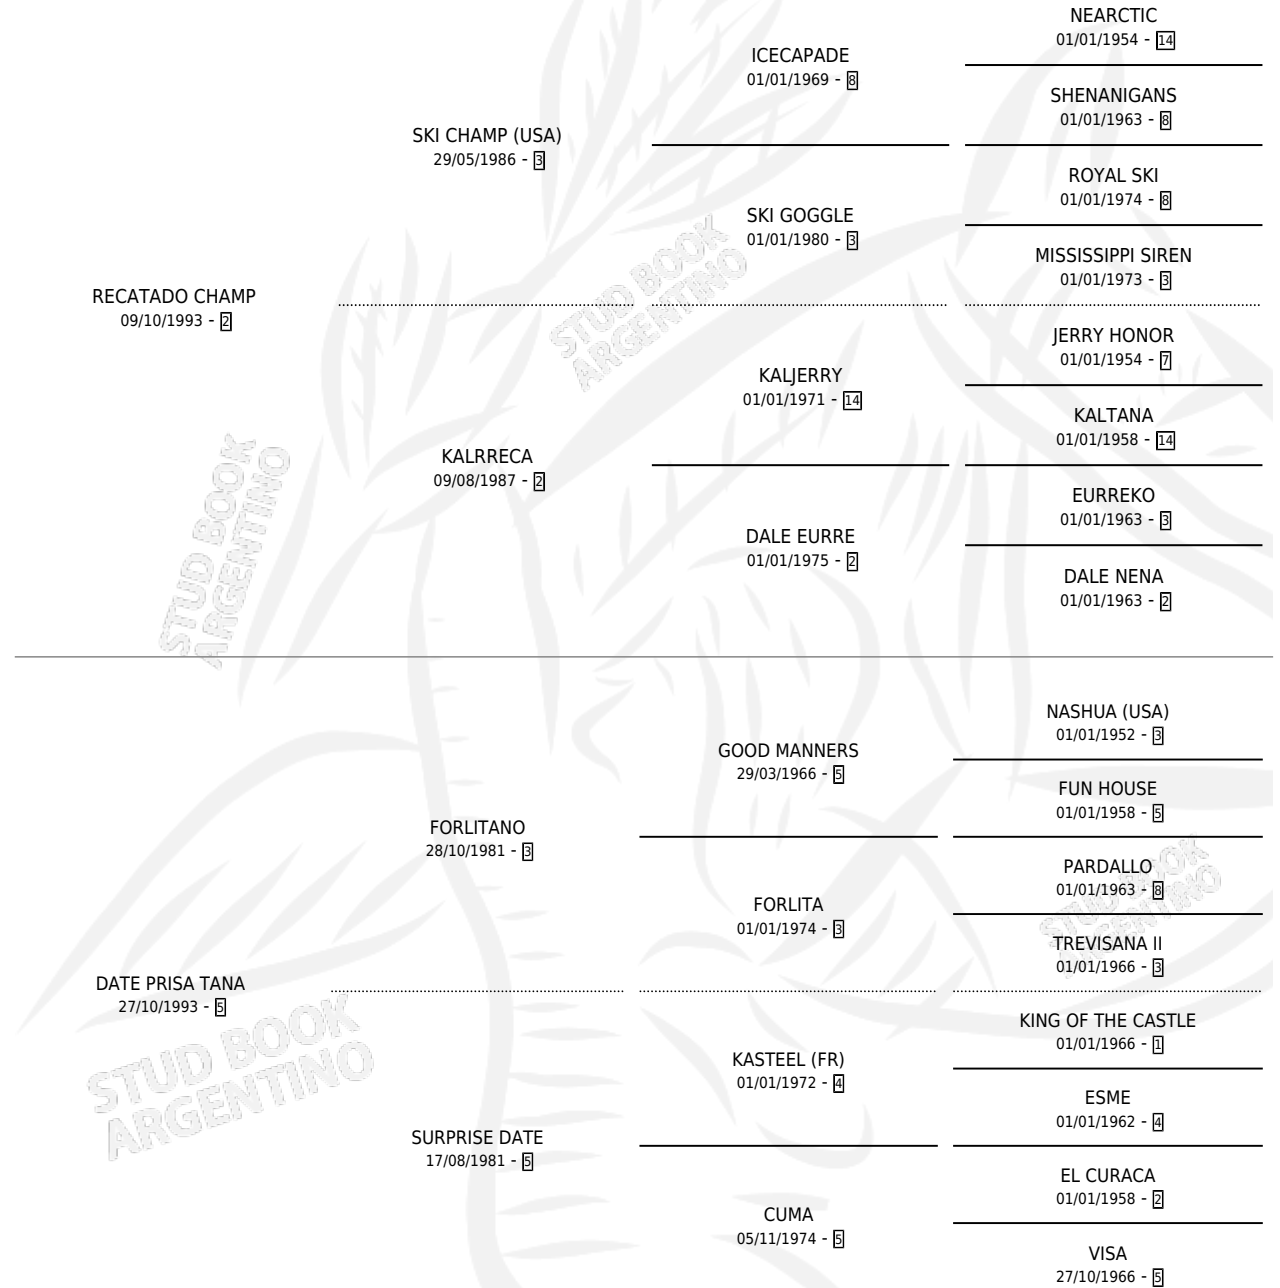 NEARCTIC
01/01/1954 - 14
ICECAPADE
01/01/1969 - 8
SHENANIGANS
01/01/1963 - 8
SKI CHAMP (USA)
29/05/1986 - 3
ROYAL SKI
01/01/1974 - 8
SKI GOGGLE
01/01/1980 - 3
MISSISSIPPI SIREN
01/01/1973 - 3
RECATADO CHAMP
09/10/1993 - 2
JERRY HONOR
01/01/1954 - 7
KALJERRY
01/01/1971 - 14
KALTANA
01/01/1958 - 14
KALRRECA
09/08/1987 - 2
EURREKO
01/01/1963 - 3
DALE EURRE
01/01/1975 - 2
DALE NENA
01/01/1963 - 2
NASHUA (USA)
01/01/1952 - 3
GOOD MANNERS
29/03/1966 - 5
FUN HOUSE
01/01/1958 - 5
FORLITANO
28/10/1981 - 3
PARDALLO
01/01/1963 - 8
FORLITA
01/01/1974 - 3
TREVISANA II
01/01/1966 - 3
DATE PRISA TANA
27/10/1993 - 5
KING OF THE CASTLE
01/01/1966 - 1
KASTEEL (FR)
01/01/1972 - 4
ESME
01/01/1962 - 4
SURPRISE DATE
17/08/1981 - 5
EL CURACA
01/01/1958 - 2
CUMA
05/11/1974 - 5
VISA
27/10/1966 - 5
STUD BOOK
ARGENTINO
STUD BOOK
ARGENTINO
STUD BOOK
ARGENTINO
STUD BOOK
ARGENTINO